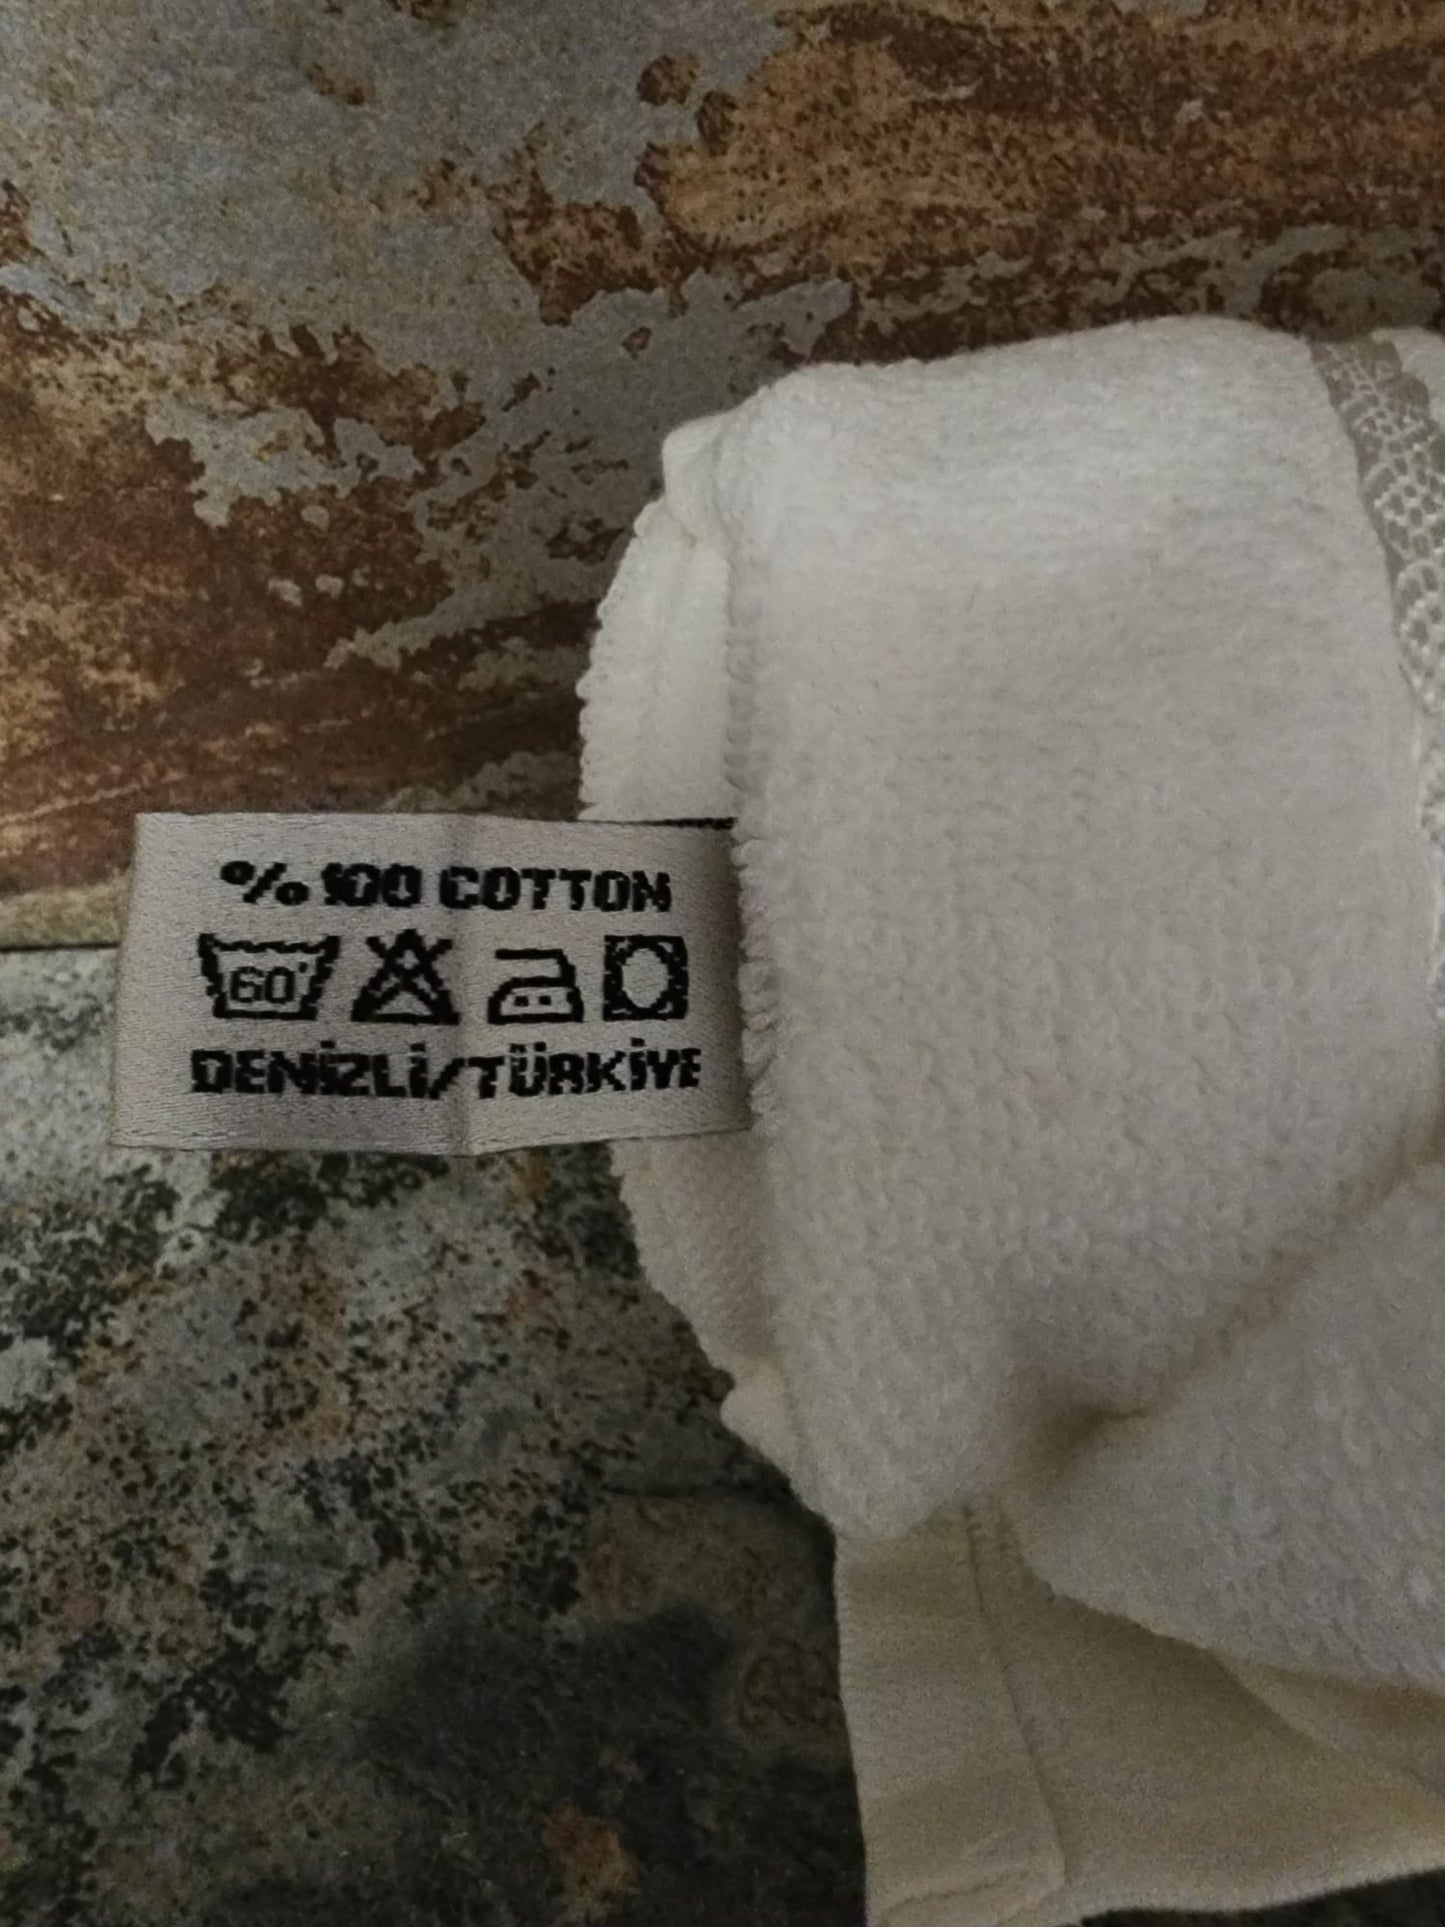 % 100 COTTON
60°
DENİZLİ/TÜRKİYE